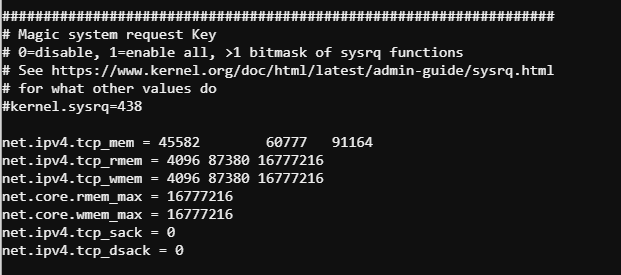 ###################################################################
# Magic system request Key
# 0=disable, 1=enable all, >1 bitmask of sysrq functions
# See https://www.kernel.org/doc/html/latest/admin-guide/sysrq.html
# for what other values do
#kernel.sysrq=438
net.ipv4.tcp_mem = 45582        60777   91164
net.ipv4.tcp_rmem = 4096 87380 16777216
net.ipv4.tcp_wmem = 4096 87380 16777216
net.core.rmem_max = 16777216
net.core.wmem_max = 16777216
net.ipv4.tcp_sack = 0
net.ipv4.tcp_dsack = 0